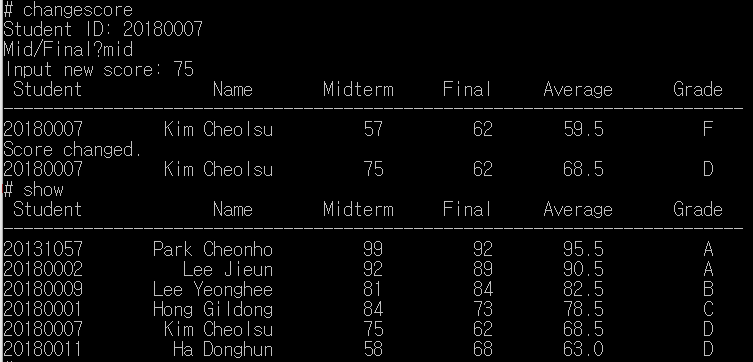 # changescore
Student ID: 20180007
Mid/Final?mid
Input new score: 75
Student Name Midterm Final Average Grade
--------------------------------------------------------------------------------
20180007 Kim Cheolsu 57 62 59.5 F
Score changed.
20180007 Kim Cheolsu 75 62 68.5 D
# show
Student Name Midterm Final Average Grade
--------------------------------------------------------------------------------
20131057 Park Cheonho 99 92 95.5 A
20180002 Lee Jieun 92 89 90.5 A
20180009 Lee Yeonghee 81 84 82.5 B
20180001 Hong Gildong 84 73 78.5 C
20180007 Kim Cheolsu 75 62 68.5 D
20180011 Ha Donghun 58 68 63.0 D